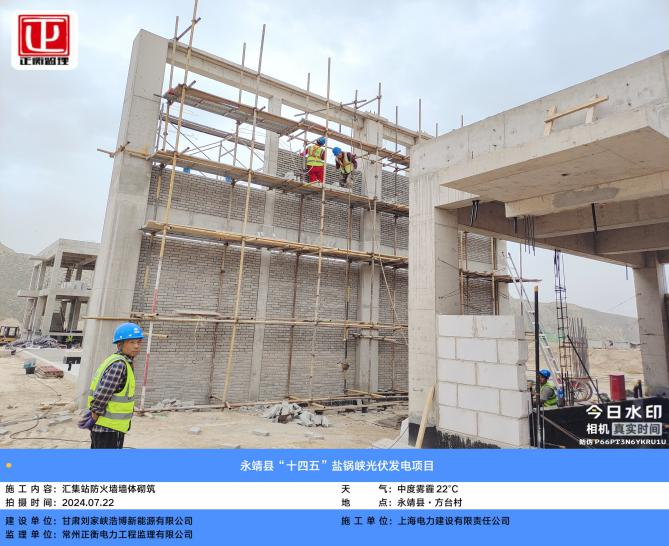 正衡监理
今日水印
相机 真实时间
防伪 P66PT3N6YKRU1U
永靖县“十四五”盐锅峡光伏发电项目
施工内容：汇集站防火墙墙体砌筑
天 气：中度雾霾 22℃
拍摄时间：2024.07.22
地 点：永靖县·方台村
建设单位：甘肃刘家峡浩博新能源有限公司
施工单位：上海电力建设有限责任公司
监理单位：常州正衡电力工程监理有限公司